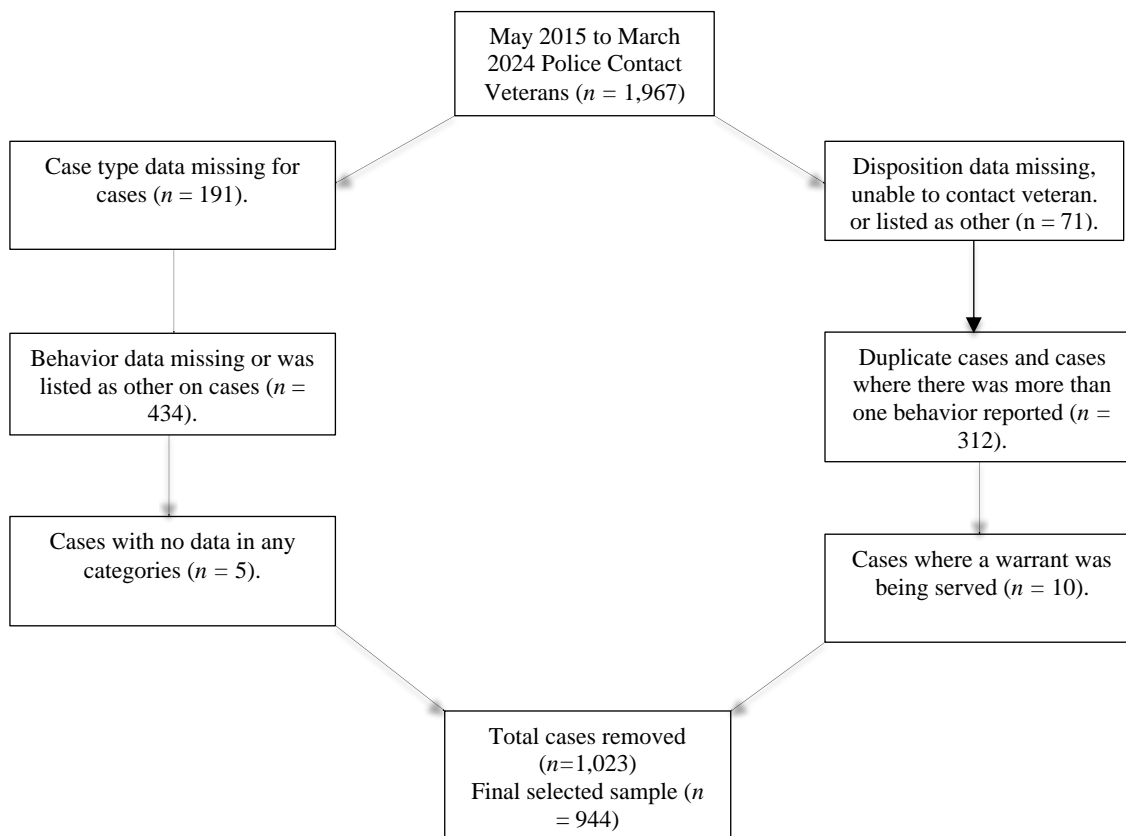 May 2015 to March
2024 Police Contact
Veterans (n = 1,967)
Case type data missing for
cases (n = 191).
Disposition data missing,
unable to contact veteran.
or listed as other (n = 71).
Behavior data missing or was
listed as other on cases (n =
434).
Duplicate cases and cases
where there was more than
one behavior reported (n =
312).
Cases with no data in any
categories (n = 5).
Cases where a warrant was
being served (n = 10).
Total cases removed
(n=1,023)
Final selected sample (n
= 944)